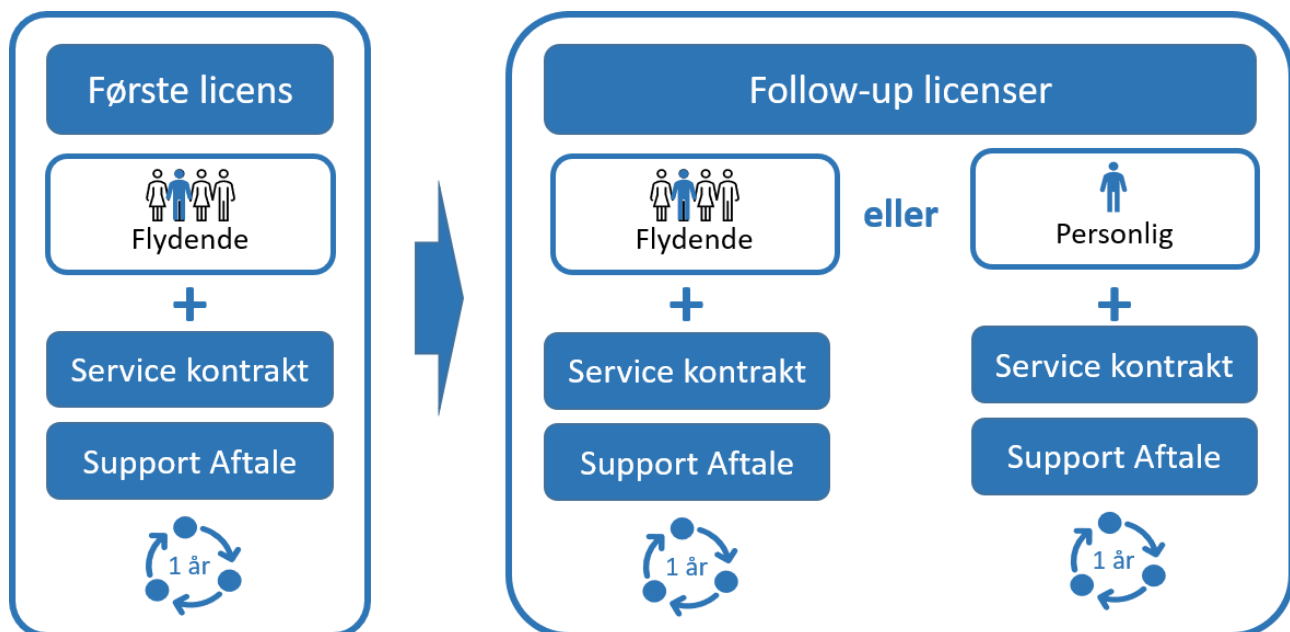 Første licens
Flydende
+
Service kontrakt
Support Aftale
1 år
Follow-up licenser
Flydende
+
Service kontrakt
Support Aftale
1 år
eller
Personlig
+
Service kontrakt
Support Aftale
1 år